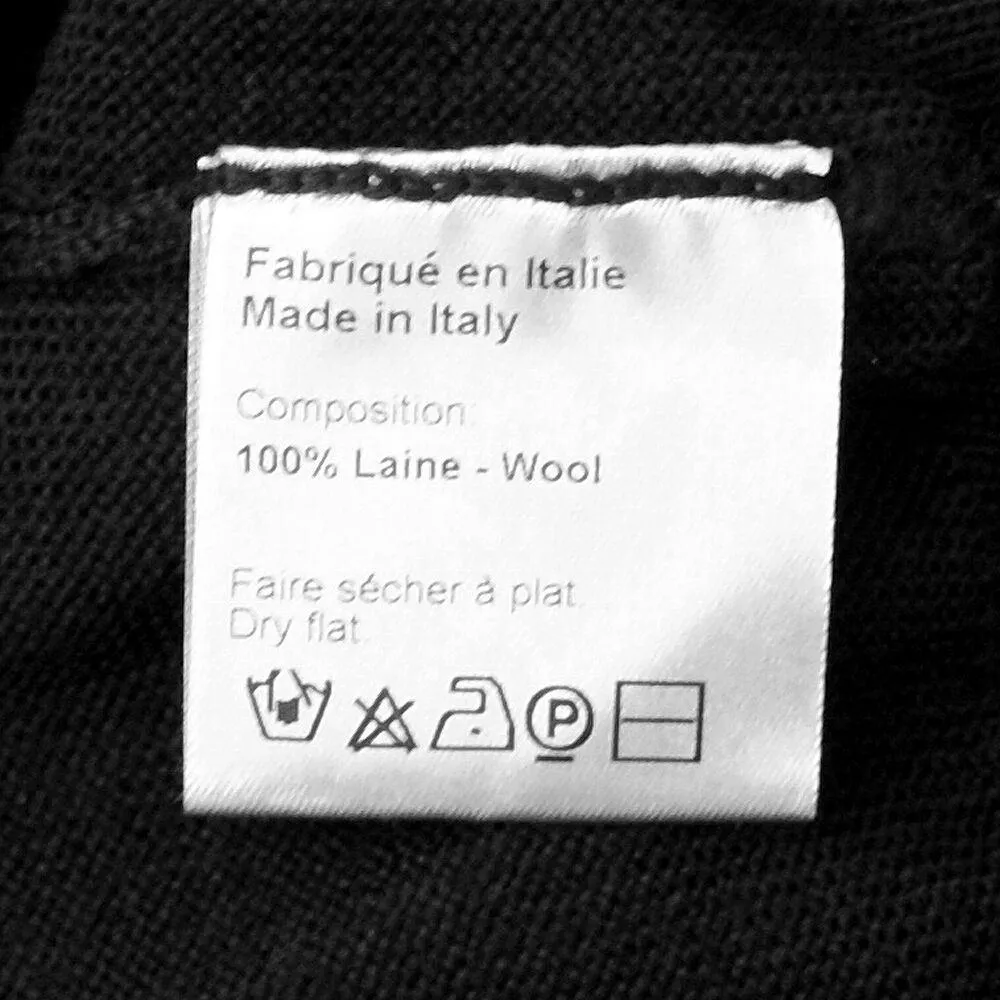 Fabriqué en Italie
Made in Italy
Composition:
100% Laine - Wool
Faire sécher à plat.
Dry flat.
P